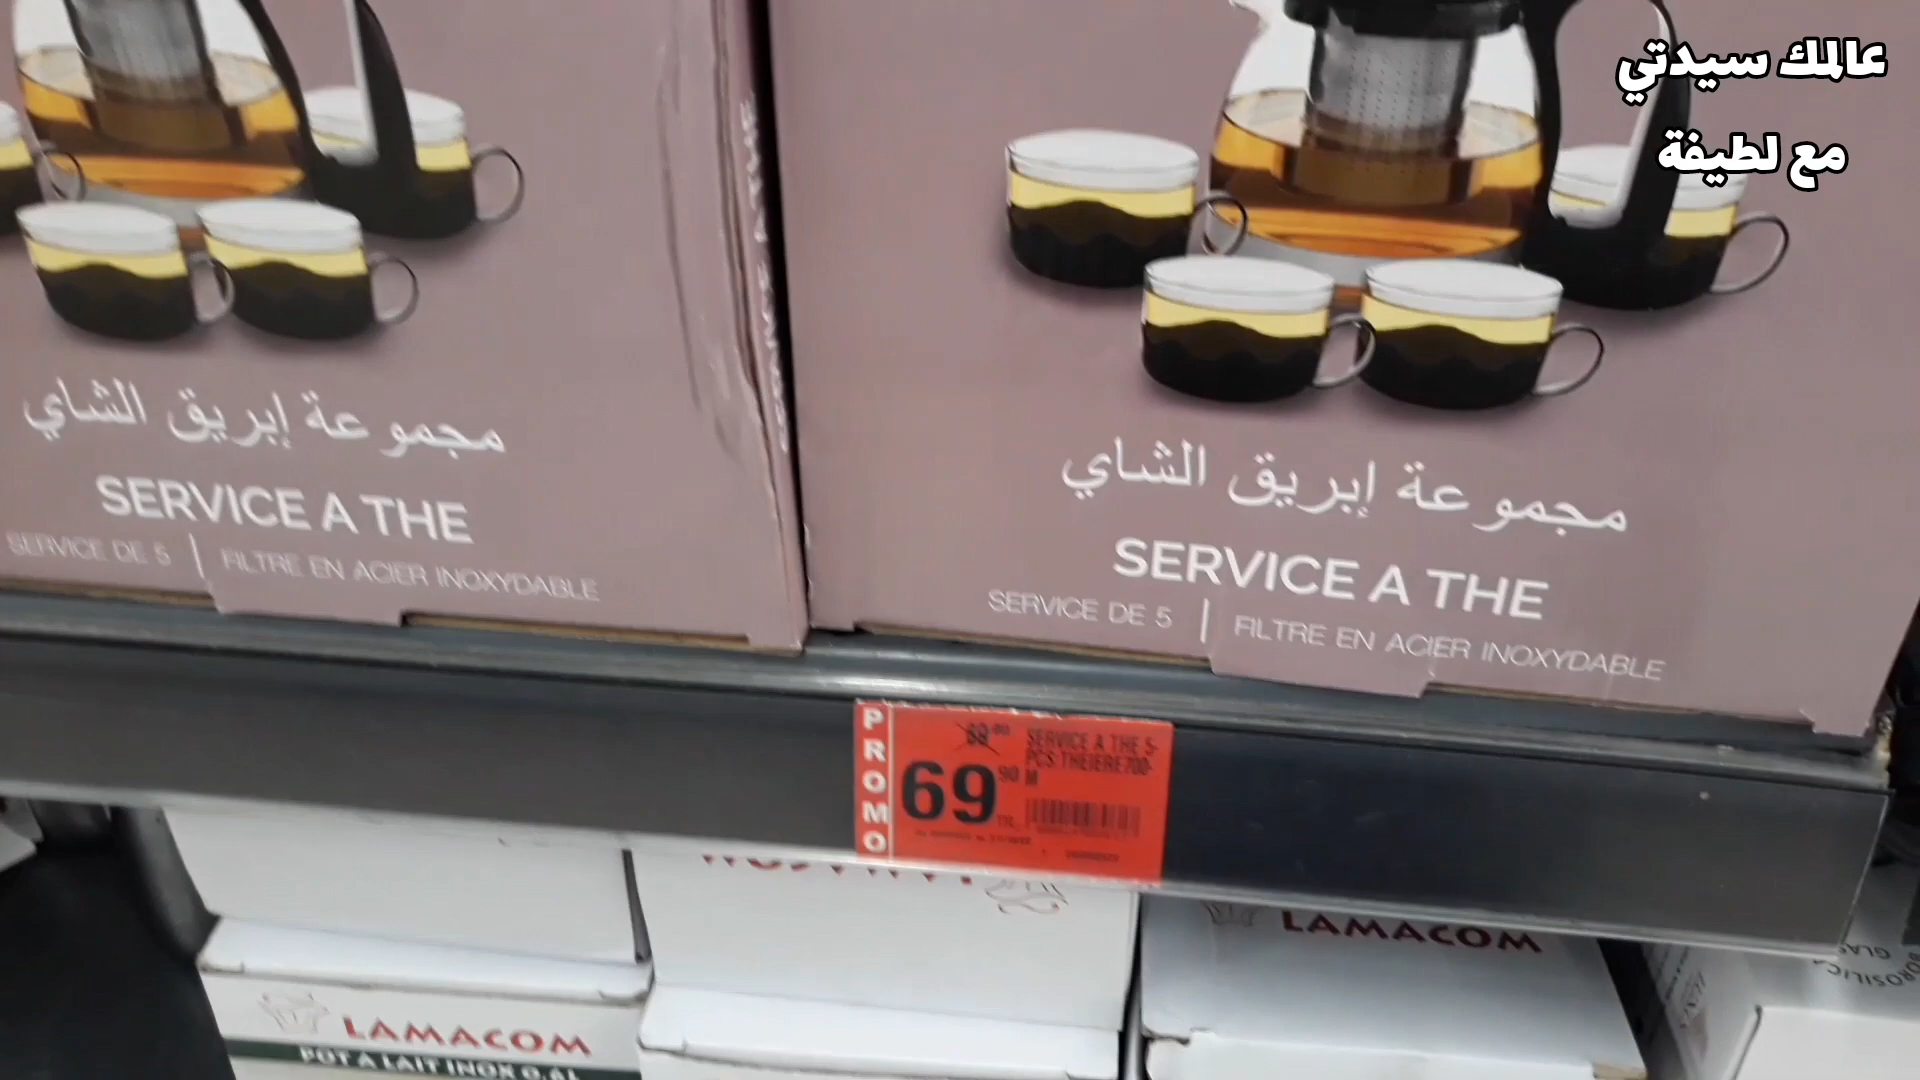 عالمك سيدتي
مع لطيفة
مجموعة إبريق الشاي
SERVICE A THE
SERVICE DE 5 | FILTRE EN ACIER INOXYDABLE
مجموعة إبريق الشاي
SERVICE A THE
SERVICE DE 5 | FILTRE EN ACIER INOXYDABLE
PROMO
SERVICE A THE 5-
PCS:THEIERE700-
M
69.90
LAMACOM
LAMACOM
POT A LAIT INOX 0.6L